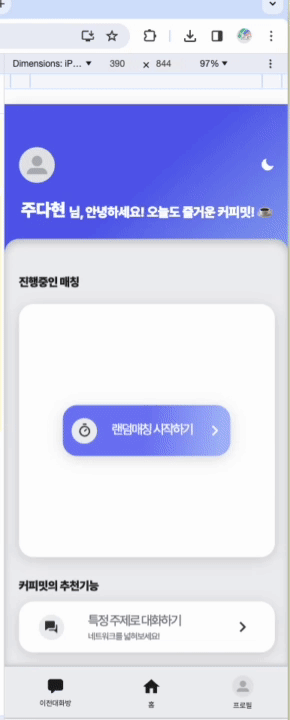 Dimensions: iP... ▼ 390 × 844 97% ▼
주다현 님, 안녕하세요! 오늘도 즐거운 커피밋! ☕
진행중인 매칭
랜덤매칭 시작하기
커피밋의 추천기능
특정 주제로 대화하기
네트워크를 넓혀보세요!
이전대화방 홈 프로필